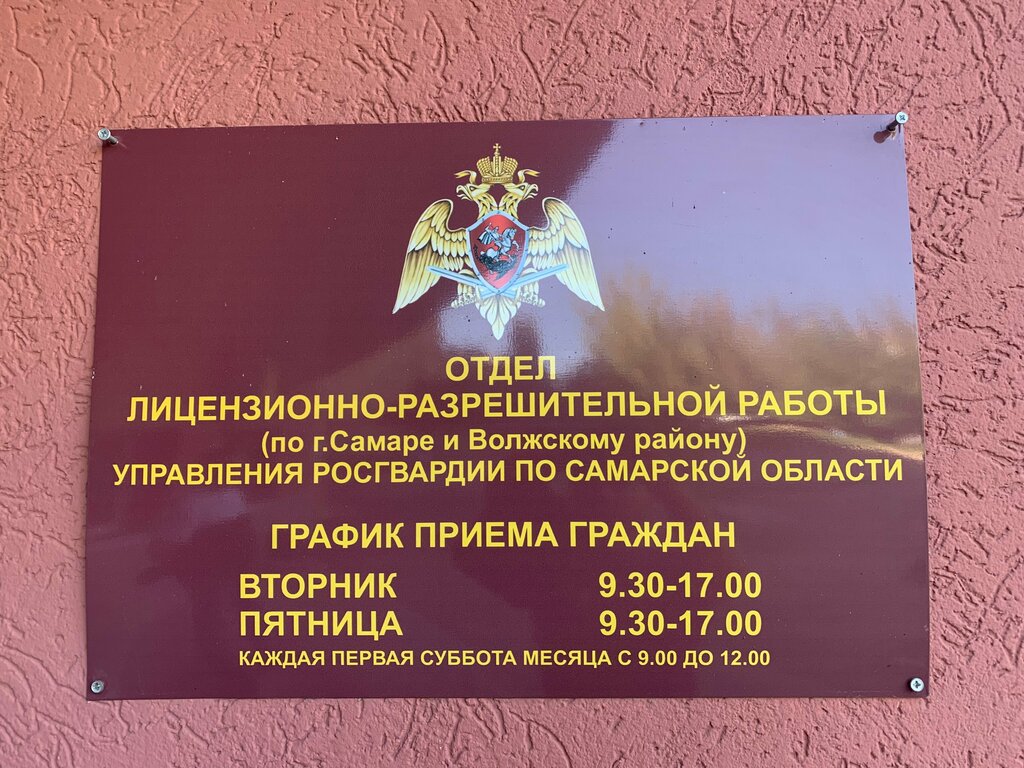 ОТДЕЛ
ЛИЦЕНЗИОННО-РАЗРЕШИТЕЛЬНОЙ РАБОТЫ
(по г.Самаре и Волжскому району)
УПРАВЛЕНИЯ РОСГВАРДИИ ПО САМАРСКОЙ ОБЛАСТИ
ГРАФИК ПРИЕМА ГРАЖДАН
ВТОРНИК 9.30-17.00
ПЯТНИЦА 9.30-17.00
КАЖДАЯ ПЕРВАЯ СУББОТА МЕСЯЦА С 9.00 ДО 12.00